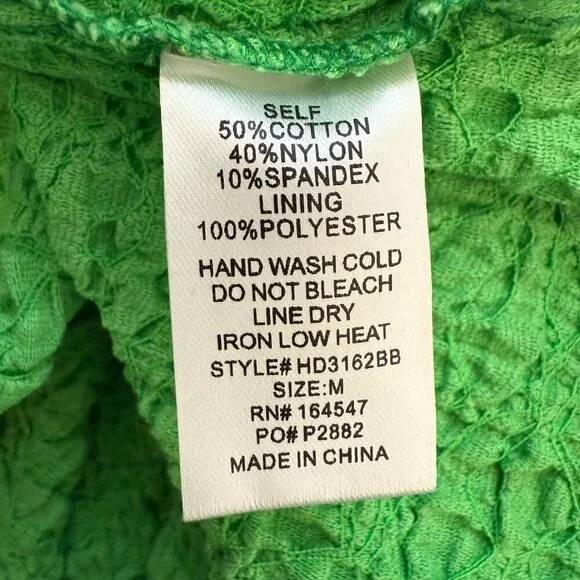 SELF
50%COTTON
40%NYLON
10%SPANDEX
LINING
100%POLYESTER
HAND WASH COLD
DO NOT BLEACH
LINE DRY
IRON LOW HEAT
STYLE# HD3162BB
SIZE:M
RN# 164547
PO# P2882
MADE IN CHINA